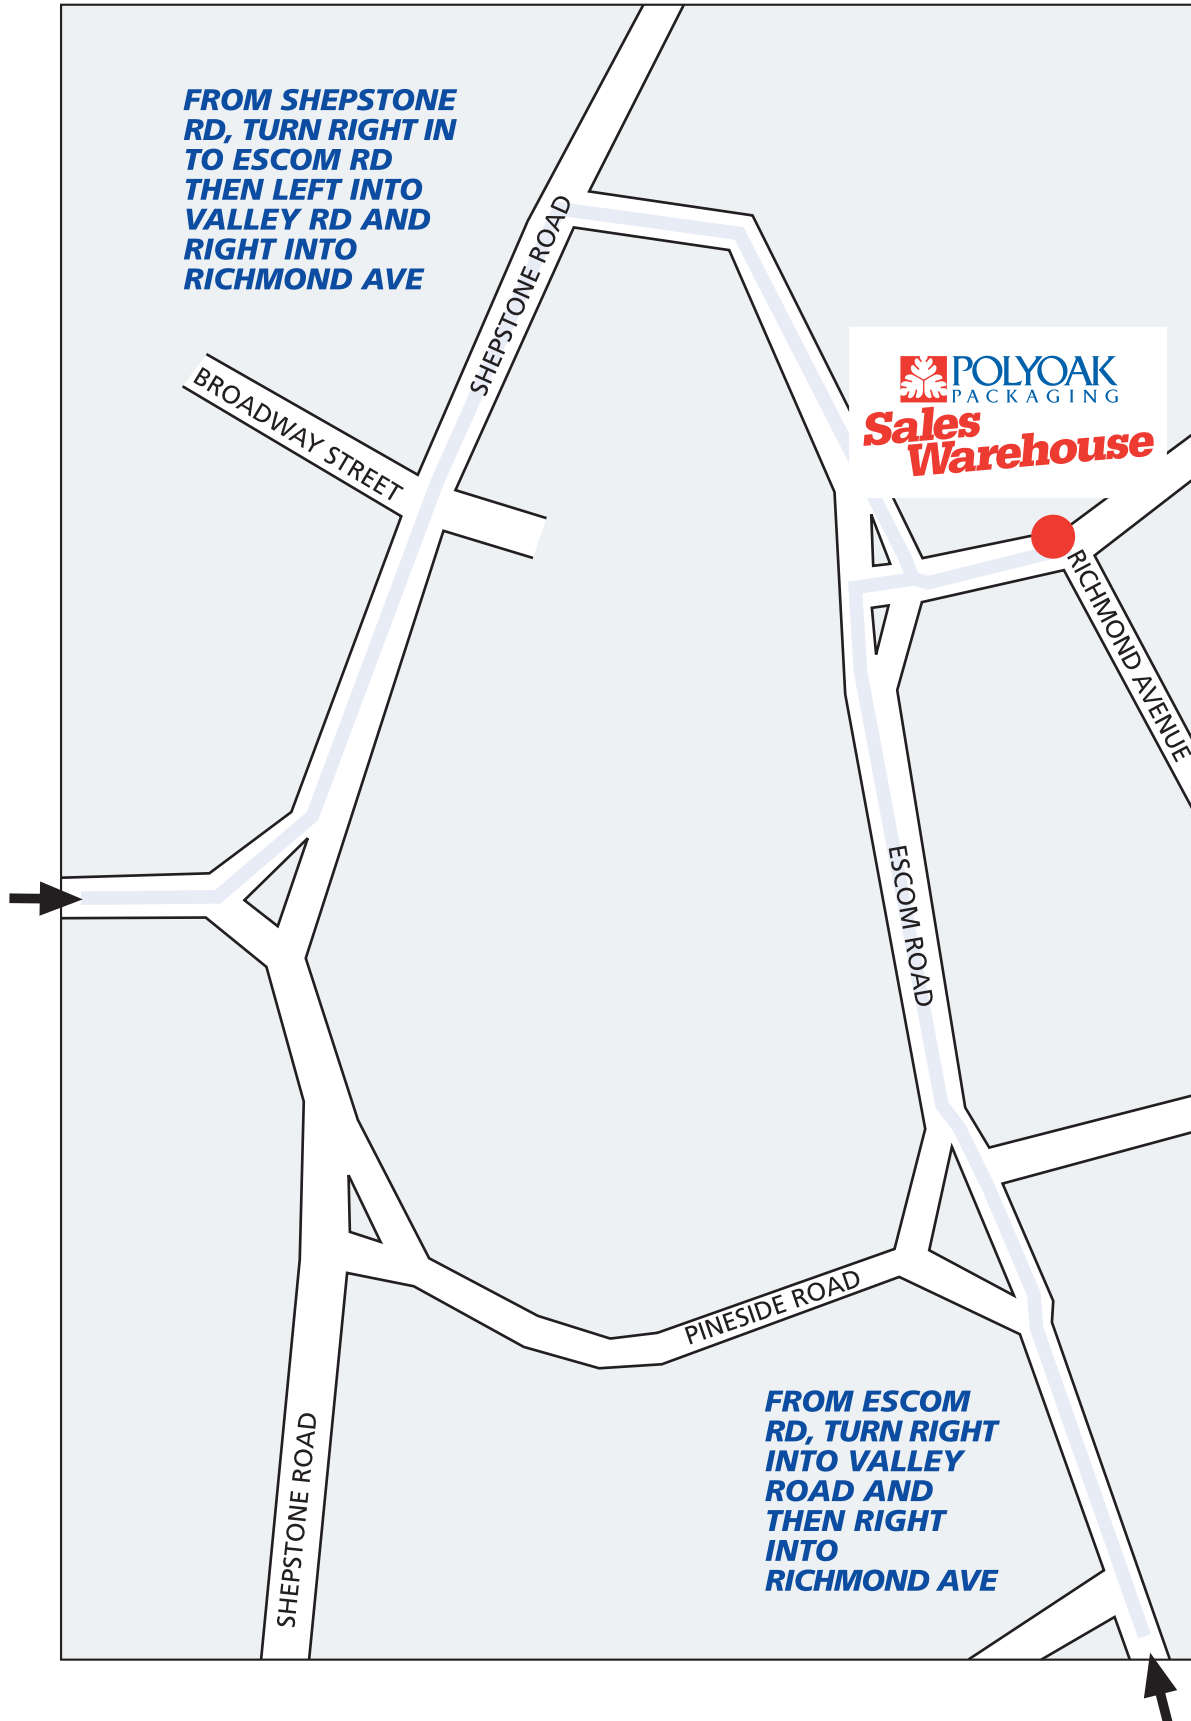 FROM SHEPSTONE
RD, TURN RIGHT IN
TO ESCOM RD
THEN LEFT INTO
VALLEY RD AND
RIGHT INTO
RICHMOND AVE
SHEPSTONE ROAD
BROADWAY STREET
POLYOAK
PACKAGING
Sales
Warehouse
RICHMOND AVENUE
ESCOM ROAD
PINESIDE ROAD
SHEPSTONE ROAD
FROM ESCOM
RD, TURN RIGHT
INTO VALLEY
ROAD AND
THEN RIGHT
INTO
RICHMOND AVE